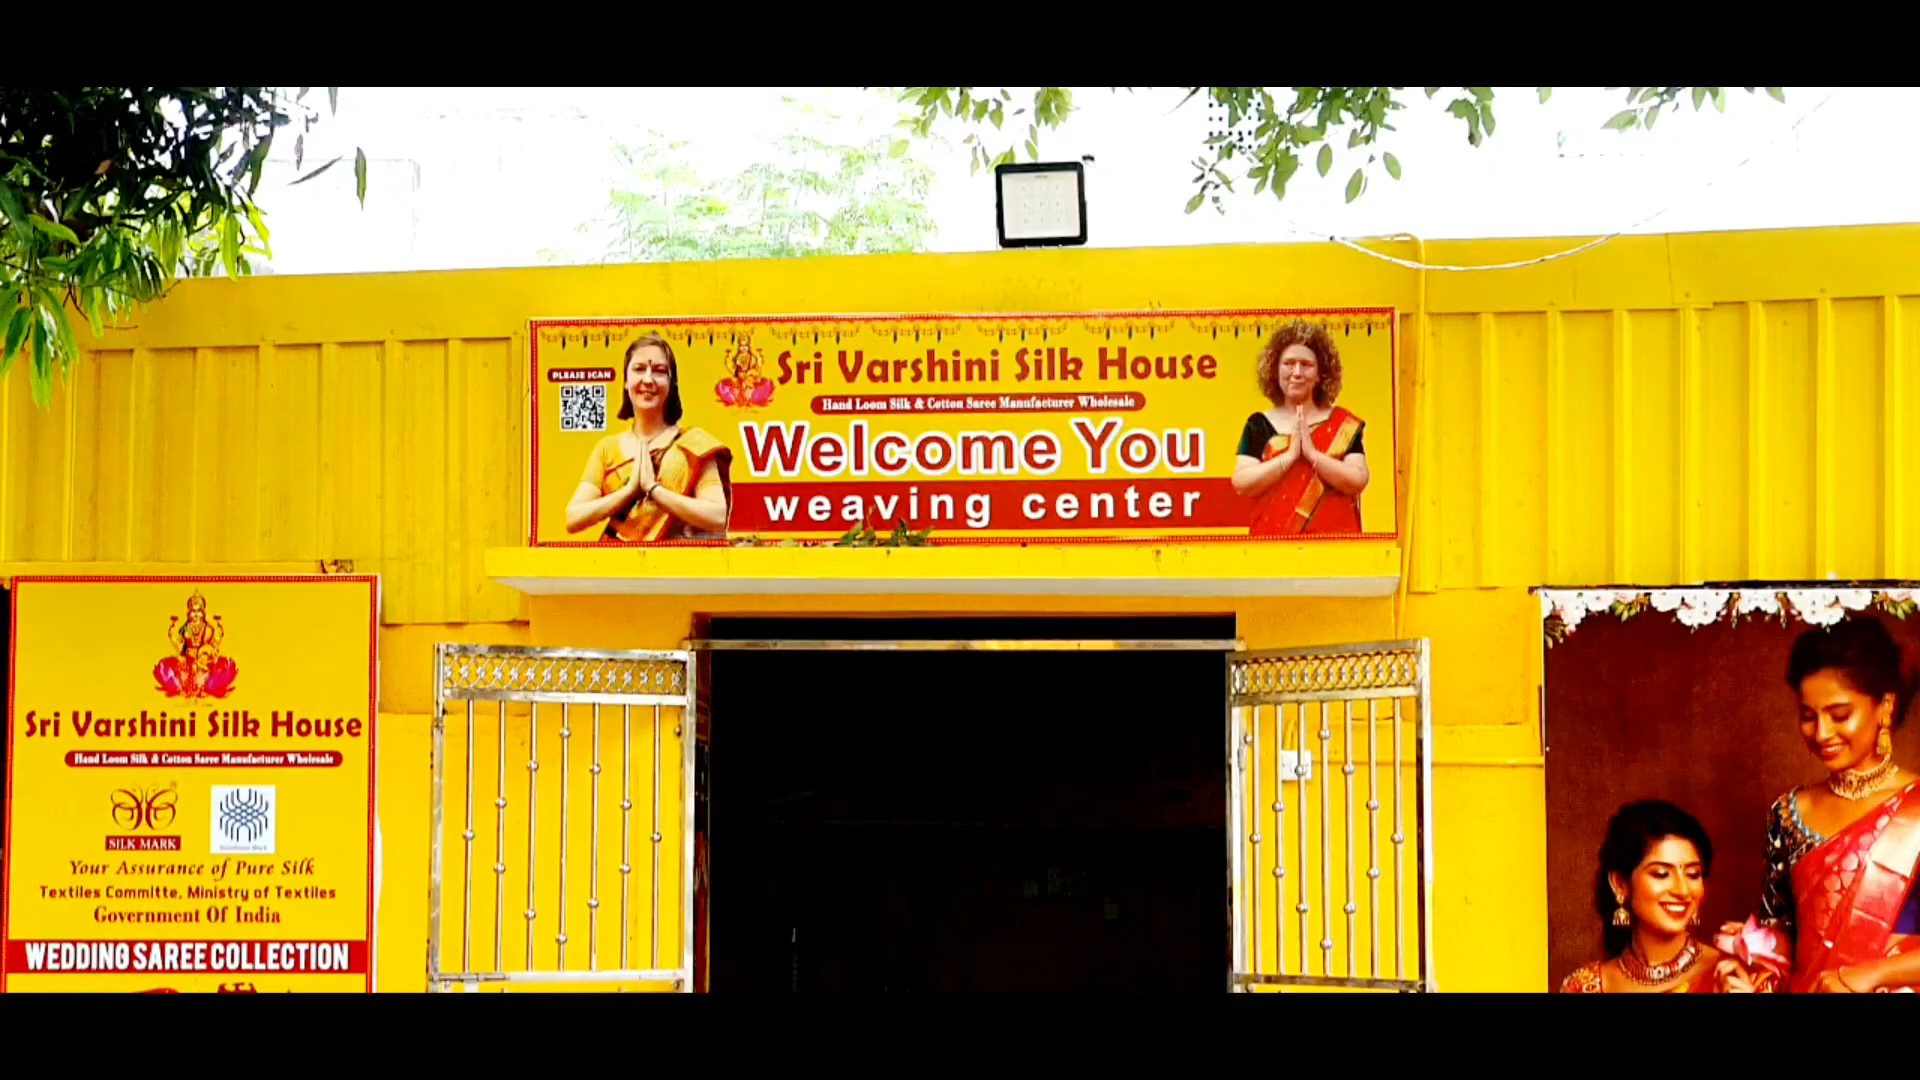 PLEASE SCAN
Sri Varshini Silk House
Hand Loom Silk & Cotton Saree Manufacturer Wholesale
Welcome You
weaving center
Sri Varshini Silk House
Hand Loom Silk & Cotton Saree Manufacturer Wholesale
SILK MARK
Your Assurance of Pure Silk
Textiles Committe, Ministry of Textiles
Government Of India
WEDDING SAREE COLLECTION